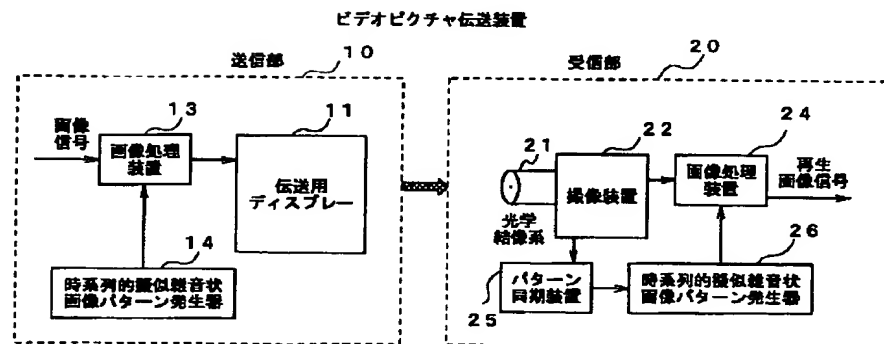 ビデオピクチャ伝送装置
送信部
10
受信部
20
画像
信号
13
画像処理
装置
11
伝送用
ディスプレー
14
時系列的擬似雑音状
画像パターン発生器
21
光学
結像系
22
撮像装置
24
画像処理
装置
再生
画像信号
25
パターン
同期装置
26
時系列的擬似雑音状
画像パターン発生器